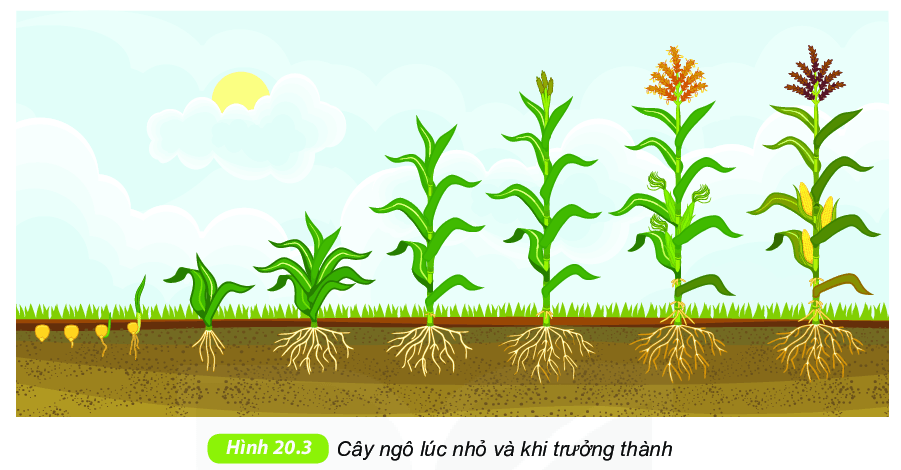 Hình 20.3 Cây ngô lúc nhỏ và khi trưởng thành